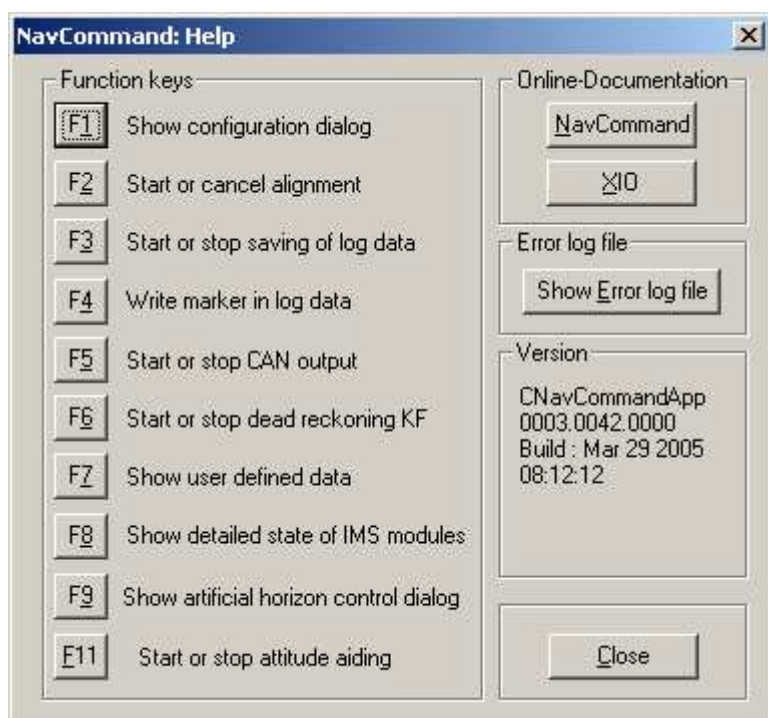 NavCommand: Help
Function keys
F1 Show configuration dialog
F2 Start or cancel alignment
F3 Start or stop saving of log data
F4 Write marker in log data
F5 Start or stop CAN output
F6 Start or stop dead reckoning KF
F7 Show user defined data
F8 Show detailed state of IMS modules
F9 Show artificial horizon control dialog
F11 Start or stop attitude aiding
Online-Documentation
NavCommand
XIO
Error log file
Show Error log file
Version
CNavCommandApp
0003.0042.0000
Build : Mar 29 2005
08:12:12
Close